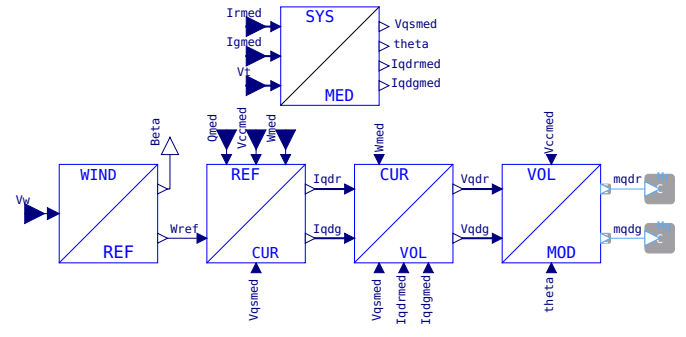 Irmed
SYS
Vqsmed
Igmed
theta
Iqdrmed
Vt
MED
Iqdgmed
Beta
Qmed
Vccmed
Wmed
Wmed
Vccmed
WIND
REF
CUR
VOL
Iqdr
Vqdr
mqdr
Vw
Wref
Iqdg
Vqdg
mqdg
REF
CUR
VOL
MOD
Vqsmed
Vqsmed
Iqdrmed
Iqdgmed
theta